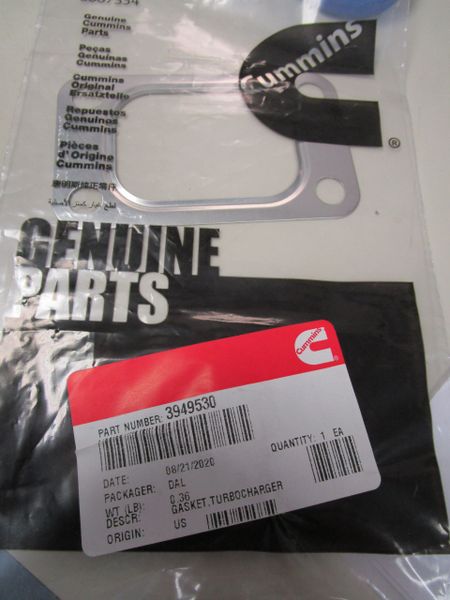 Genuine
Cummins
Parts
Peças
Genuínas
Cummins
Cummins
Original
Ersatzteile
Repuestos
Genuinos
Cummins
Pièces
d'Origine
Cummins
Cummins
®
GENUINE
PARTS
Cummins
PART NUMBER: 3949530
DATE: 08/21/2020
QUANTITY: 1 EA
PACKAGER: DAL
WT (LB): 0.36
DESCR: GASKET,TURBOCHARGER
ORIGIN: US